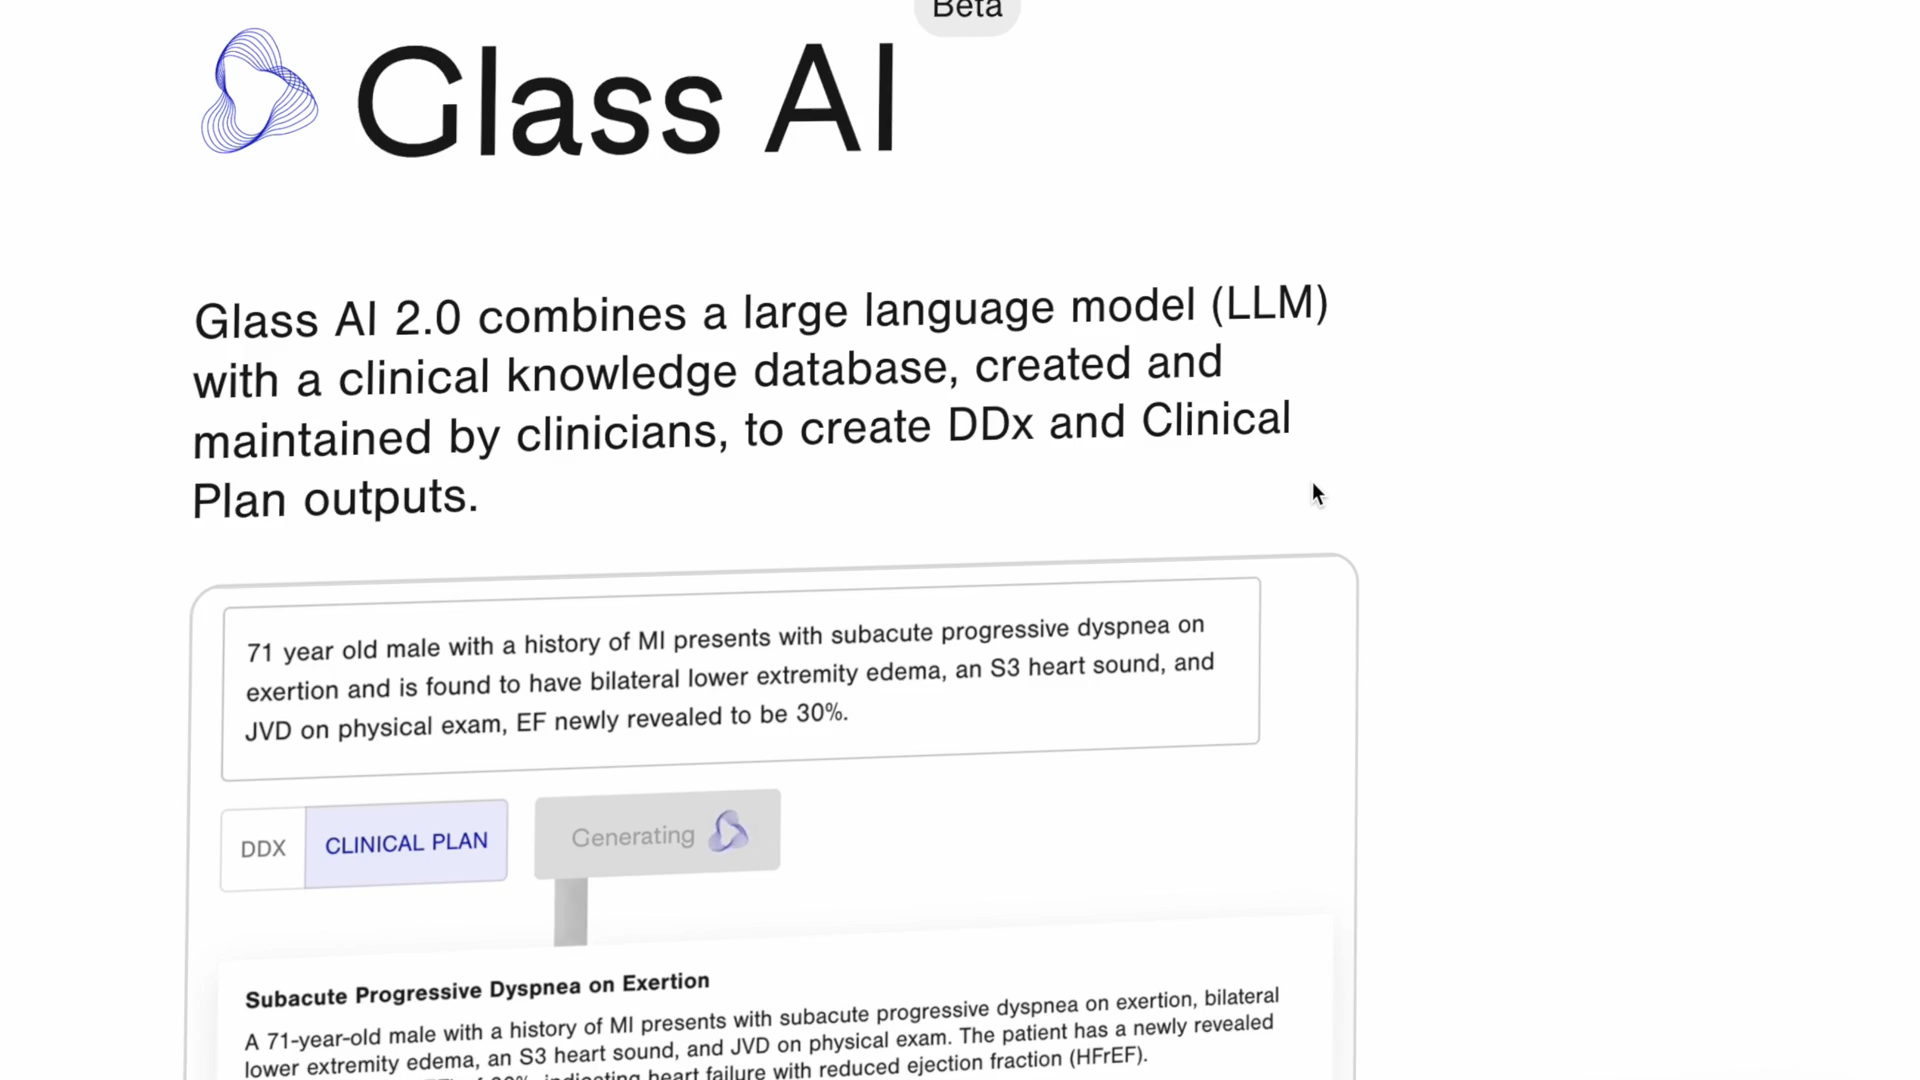 Beta
Glass AI
Glass AI 2.0 combines a large language model (LLM)
with a clinical knowledge database, created and
maintained by clinicians, to create DDx and Clinical
Plan outputs.
71 year old male with a history of MI presents with subacute progressive dyspnea on
exertion and is found to have bilateral lower extremity edema, an S3 heart sound, and
JVD on physical exam, EF newly revealed to be 30%.
DDX
CLINICAL PLAN
Generating
Subacute Progressive Dyspnea on Exertion
A 71-year-old male with a history of MI presents with subacute progressive dyspnea on exertion, bilateral
lower extremity edema, an S3 heart sound, and JVD on physical exam. The patient has a newly revealed
indicating heart failure with reduced ejection fraction (HFrEF).